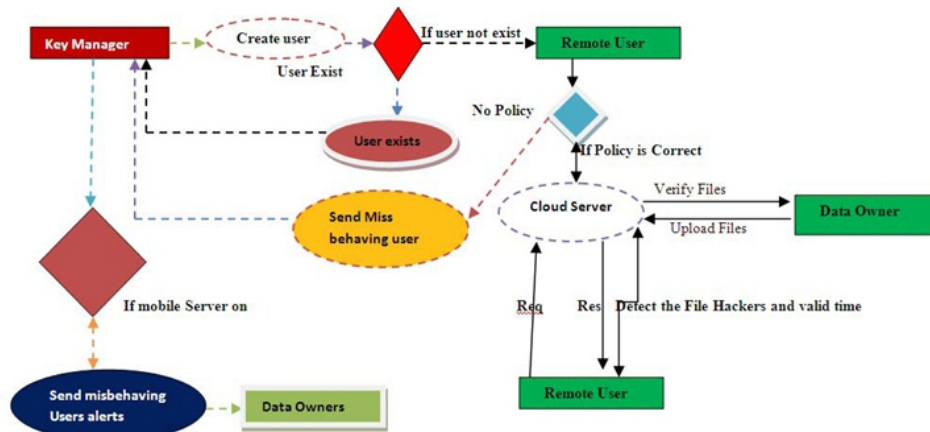 Key Manager
Create user
If user not exist
Remote User
User Exist
No Policy
User exists
If Policy is Correct
Verify Files
Send Miss
behaving user
Cloud Server
Data Owner
Upload Files
If mobile Server on
Req
Res
Detect the File Hackers and valid time
Send misbehaving
Users alerts
Data Owners
Remote User